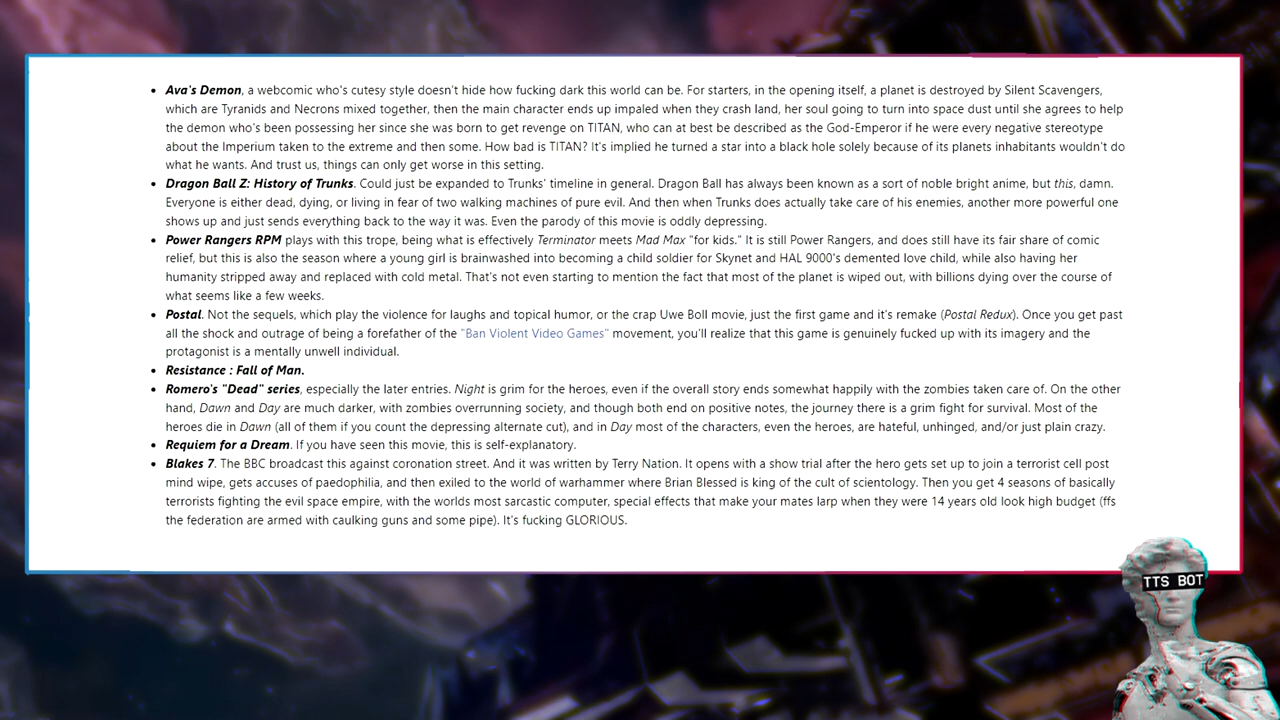 • Ava's Demon, a webcomic who's cutesy style doesn't hide how fucking dark this world can be. For starters, in the opening itself, a planet is destroyed by Silent Scavengers,
which are Tyranids and Necrons mixed together, then the main character ends up impaled when they crash land, her soul going to turn into space dust until she agrees to help
the demon who's been possessing her since she was born to get revenge on TITAN, who can at best be described as the God-Emperor if he were every negative stereotype
about the Imperium taken to the extreme and then some. How bad is TITAN? It's implied he turned a star into a black hole solely because of its planets inhabitants wouldn't do
what he wants. And trust us, things can only get worse in this setting.
• Dragon Ball Z: History of Trunks. Could just be expanded to Trunks' timeline in general. Dragon Ball has always been known as a sort of noble bright anime, but this, damn.
Everyone is either dead, dying, or living in fear of two walking machines of pure evil. And then when Trunks does actually take care of his enemies, another more powerful one
shows up and just sends everything back to the way it was. Even the parody of this movie is oddly depressing.
• Power Rangers RPM plays with this trope, being what is effectively Terminator meets Mad Max "for kids." It is still Power Rangers, and does still have its fair share of comic
relief, but this is also the season where a young girl is brainwashed into becoming a child soldier for Skynet and HAL 9000's demented love child, while also having her
humanity stripped away and replaced with cold metal. That's not even starting to mention the fact that most of the planet is wiped out, with billions dying over the course of
what seems like a few weeks.
• Postal. Not the sequels, which play the violence for laughs and topical humor, or the crap Uwe Boll movie, just the first game and it's remake (Postal Redux). Once you get past
all the shock and outrage of being a forefather of the "Ban Violent Video Games" movement, you'll realize that this game is genuinely fucked up with its imagery and the
protagonist is a mentally unwell individual.
• Resistance : Fall of Man.
• Romero's "Dead" series, especially the later entries. Night is grim for the heroes, even if the overall story ends somewhat happily with the zombies taken care of. On the other
hand, Dawn and Day are much darker, with zombies overrunning society, and though both end on positive notes, the journey there is a grim fight for survival. Most of the
heroes die in Dawn (all of them if you count the depressing alternate cut), and in Day most of the characters, even the heroes, are hateful, unhinged, and/or just plain crazy.
• Requiem for a Dream. If you have seen this movie, this is self-explanatory.
• Blakes 7. The BBC broadcast this against coronation street. And it was written by Terry Nation. It opens with a show trial after the hero gets set up to join a terrorist cell post
mind wipe, gets accuses of paedophilia, and then exiled to the world of warhammer where Brian Blessed is king of the cult of scientology. Then you get 4 seasons of basically
terrorists fighting the evil space empire, with the worlds most sarcastic computer, special effects that make your mates larp when they were 14 years old look high budget (ffs
the federation are armed with caulking guns and some pipe). It's fucking GLORIOUS.
TTS BOT